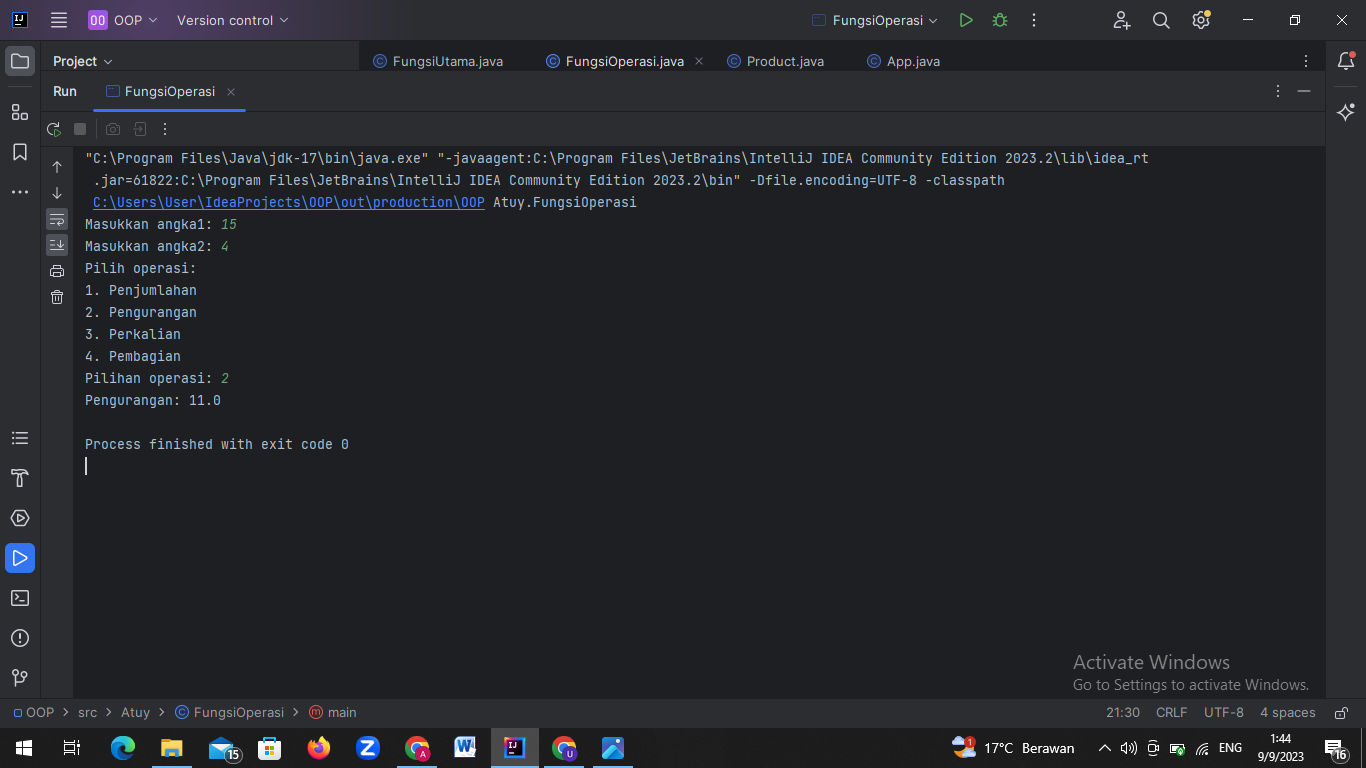 OO OOP Version control FungsiOperasi
Project FungsiUtama.java FungsiOperasi.java Product.java App.java
Run FungsiOperasi
"C:\Program Files\Java\jdk-17\bin\java.exe" "-javaagent:C:\Program Files\JetBrains\IntelliJ IDEA Community Edition 2023.2\lib\idea_rt
.jar=61822:C:\Program Files\JetBrains\IntelliJ IDEA Community Edition 2023.2\bin" -Dfile.encoding=UTF-8 -classpath
C:\Users\User\IdeaProjects\OOP\out\production\OOP Atuy.FungsiOperasi
Masukkan angka1: 15
Masukkan angka2: 4
Pilih operasi:
1. Penjumlahan
2. Pengurangan
3. Perkalian
4. Pembagian
Pilihan operasi: 2
Pengurangan: 11.0
Process finished with exit code 0
Activate Windows
Go to Settings to activate Windows.
OOP > src > Atuy > FungsiOperasi > main 21:30 CRLF UTF-8 4 spaces
15 1 17°C Berawan ENG 1:44
9/9/2023 16